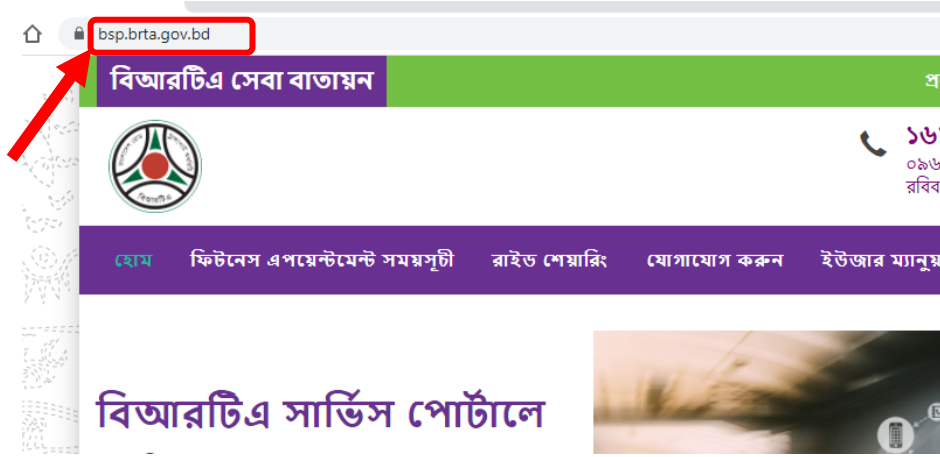 bsp.brta.gov.bd
বিআরটিএ সেবা বাতায়ন
হোম ফিটনেস এপয়েন্টমেন্ট সময়সূচী রাইড শেয়ারিং যোগাযোগ করুন ইউজার
বিআরটিএ সার্ভিস পোর্টালে